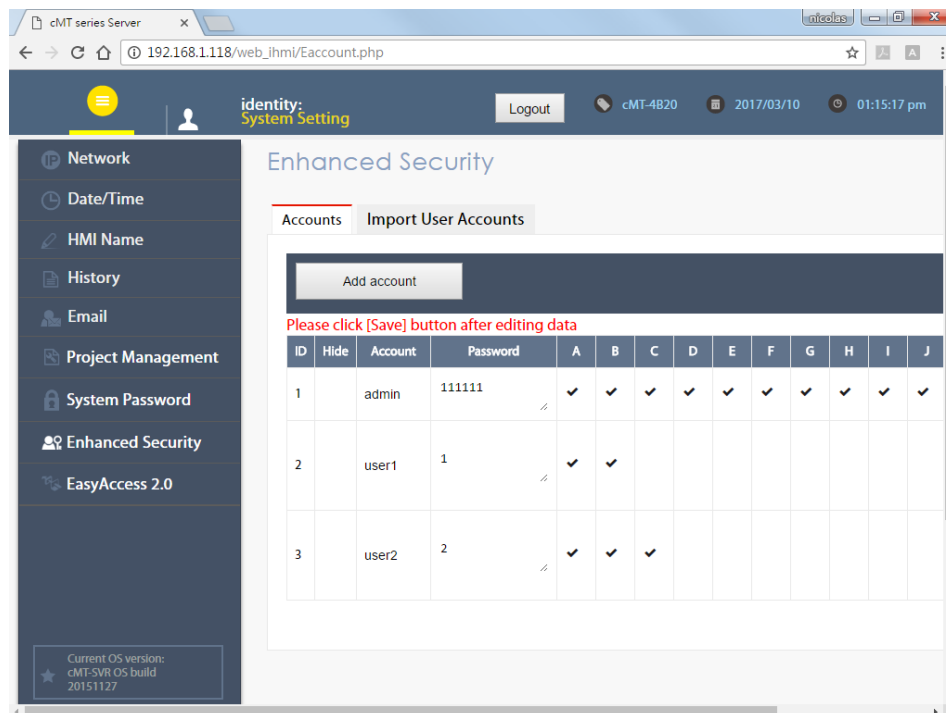 cMT series Server
nicolas
192.168.1.118/web_ihmi/Eaccount.php
identity:
System Setting
Logout
cMT-4B20
2017/03/10
01:15:17 pm
IP Network
Date/Time
HMI Name
History
Email
Project Management
System Password
Enhanced Security
EasyAccess 2.0
Current OS version:
cMT-SVR OS build
20151127
Enhanced Security
Accounts Import User Accounts
Add account
Please click [Save] button after editing data
ID Hide Account Password A B C D E F G H I J
1 admin 111111
2 user1 1
3 user2 2